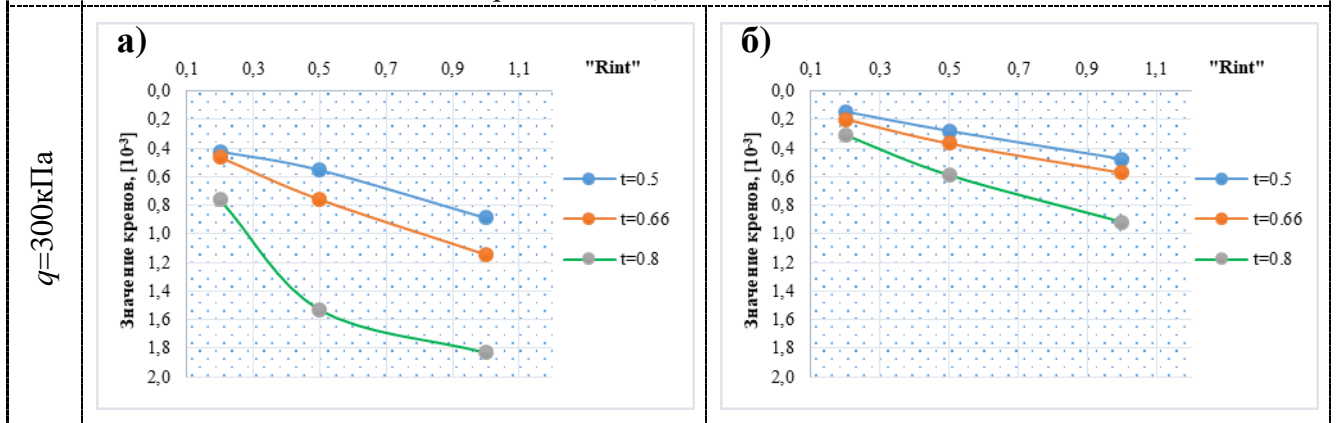 q=300кПа
а)
0,1 0,3 0,5 0,7 0,9 1,1 "Rint"
0,0
0,2
0,4
0,6
0,8
1,0
1,2
1,4
1,6
1,8
2,0
Значение кренов, [10⁻³]
t=0.5
t=0.66
t=0.8
б)
0,1 0,3 0,5 0,7 0,9 1,1 "Rint"
0,0
0,2
0,4
0,6
0,8
1,0
1,2
1,4
1,6
1,8
2,0
Значение кренов, [10⁻³]
t=0.5
t=0.66
t=0.8